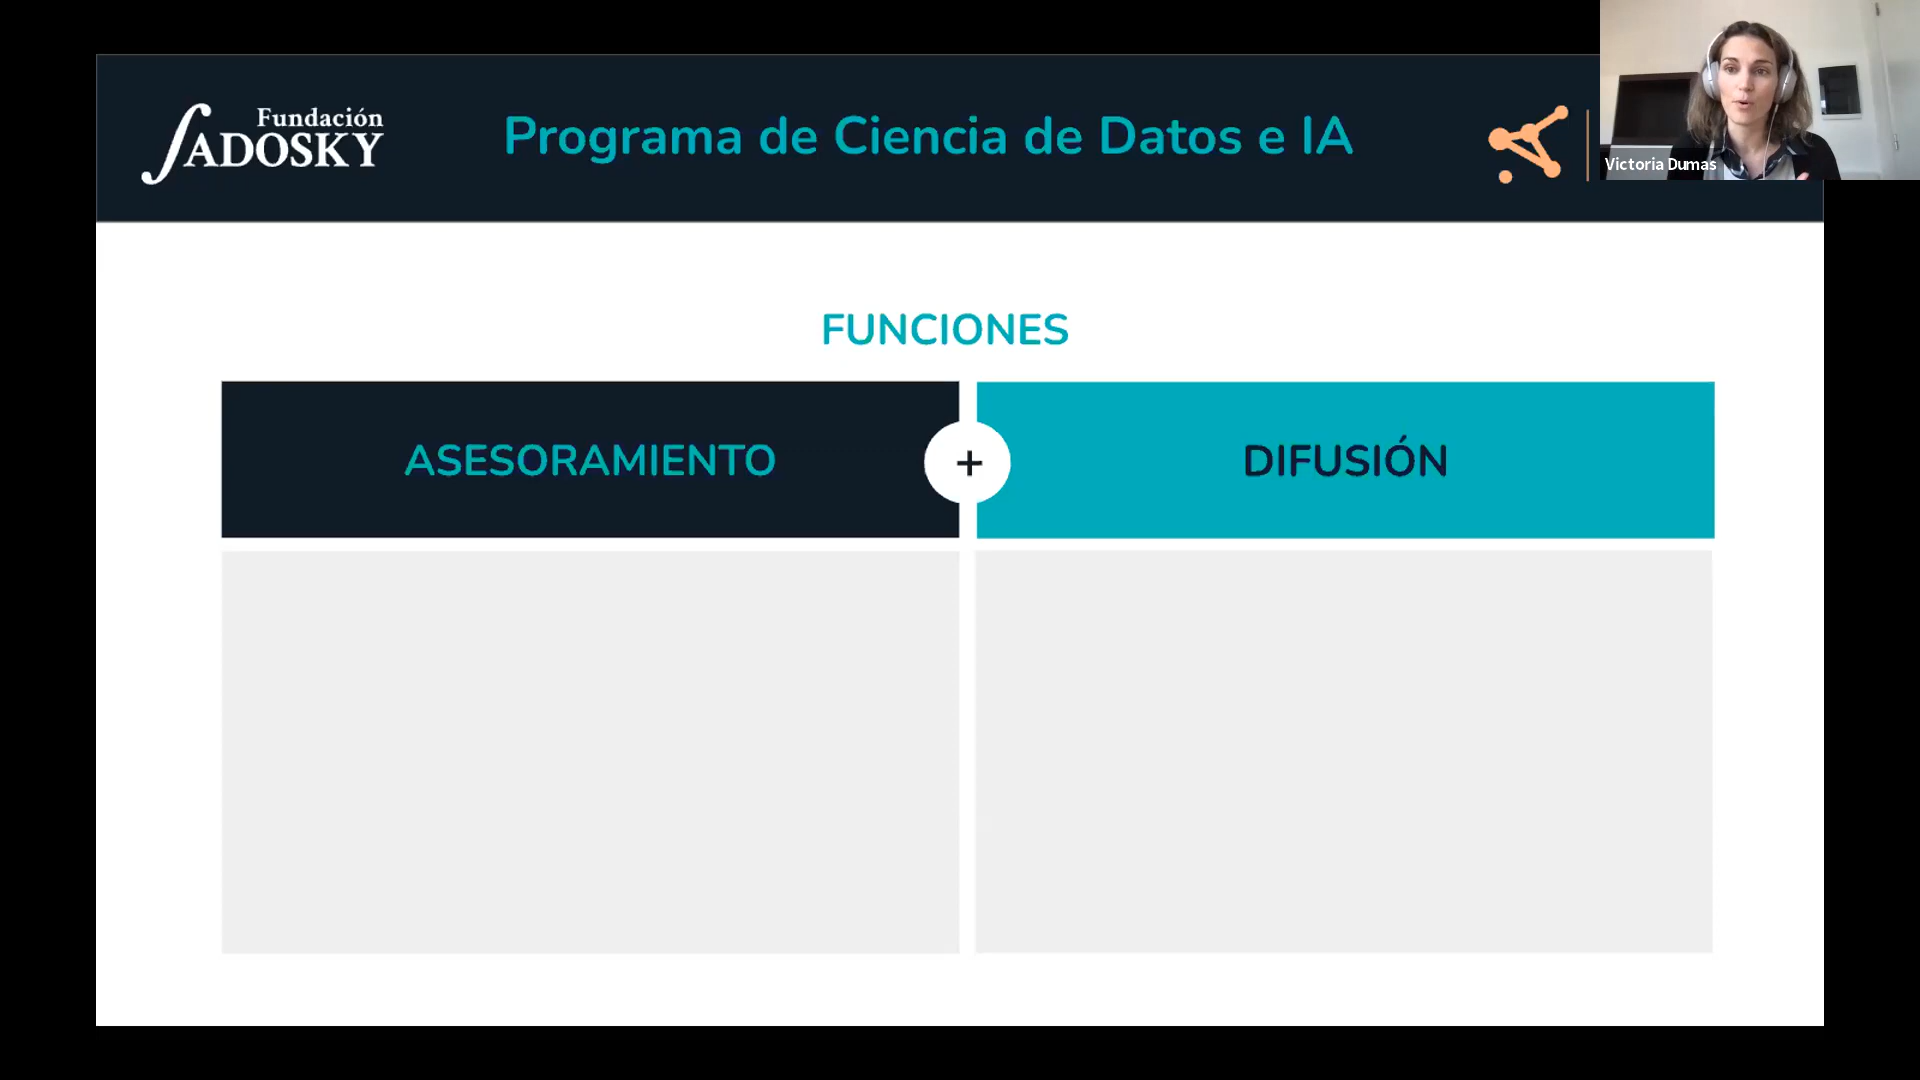 Fundación
SADOSKY
Programa de Ciencia de Datos e IA
Victoria Dumas
FUNCIONES
ASESORAMIENTO
+
DIFUSIÓN